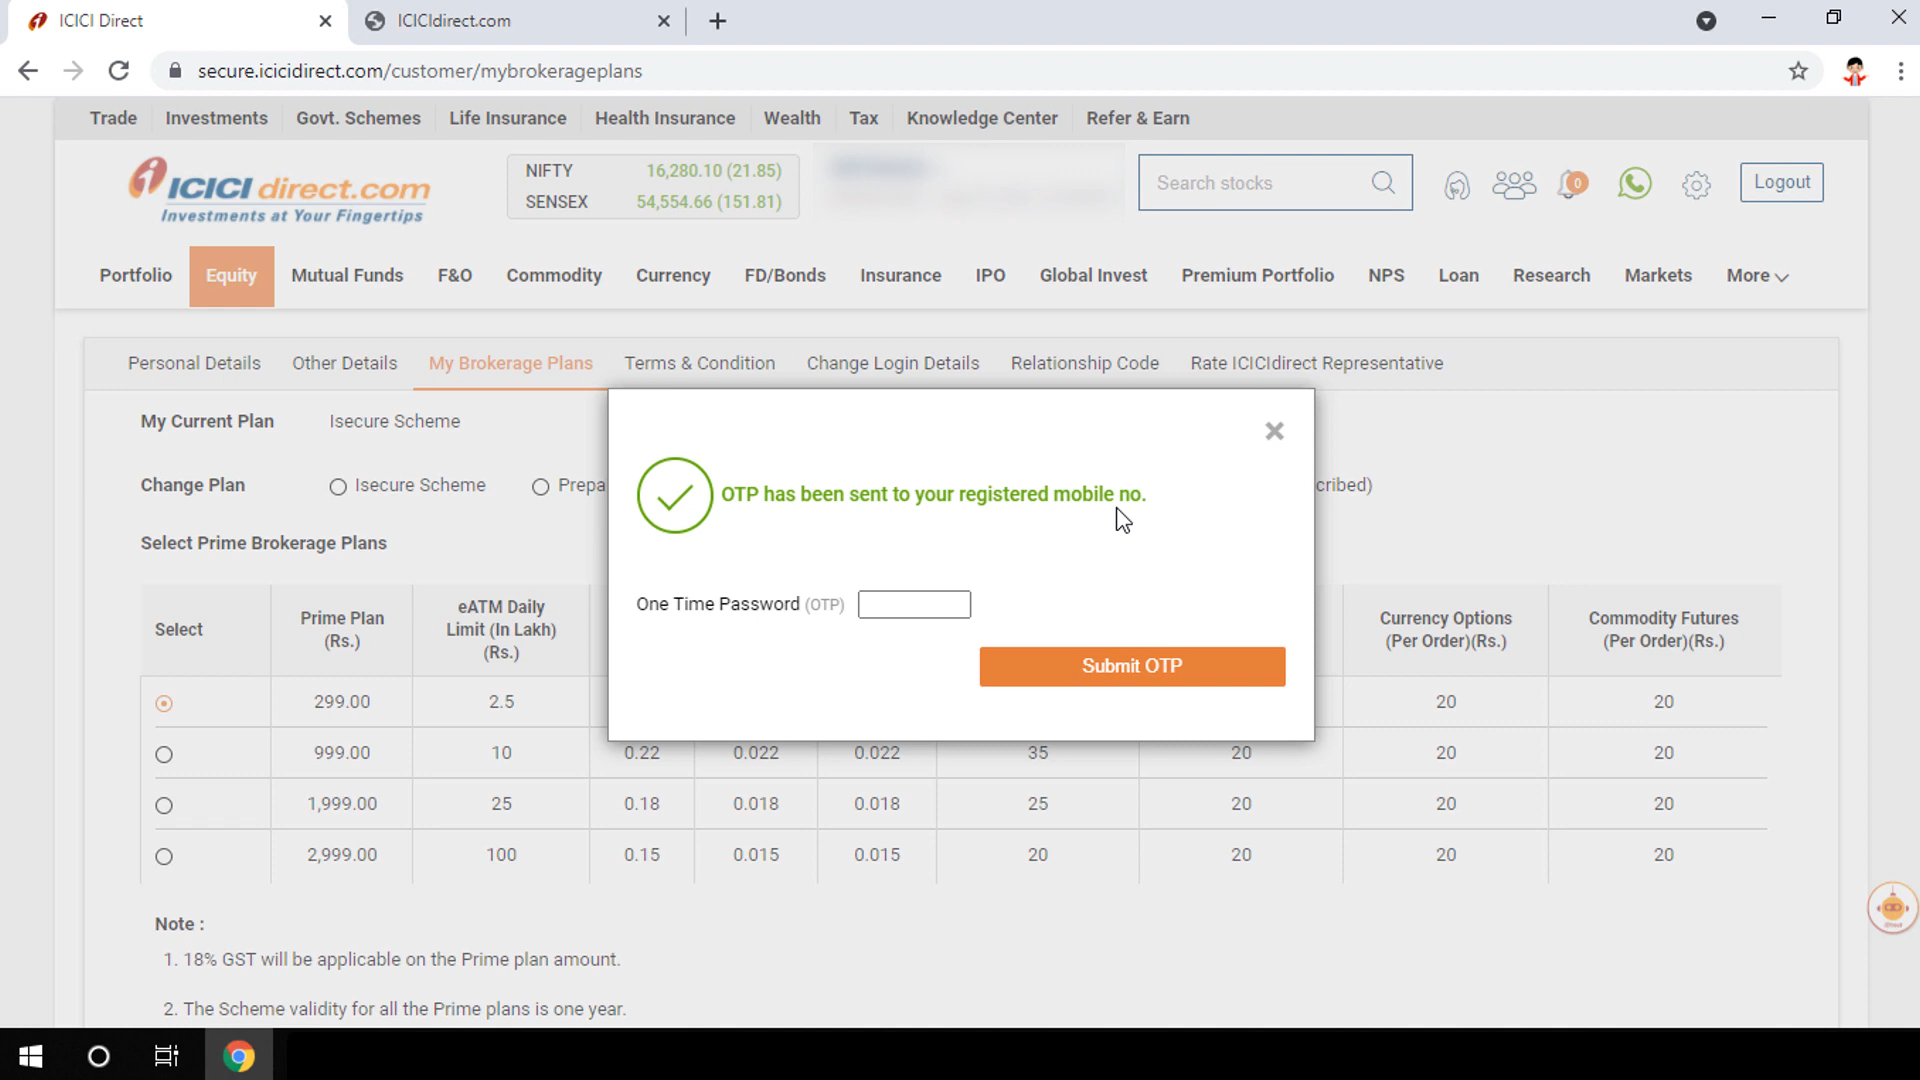 ICICI Direct
ICICIdirect.com
secure.icicidirect.com/customer/mybrokerageplans
Trade Investments Govt. Schemes Life Insurance Health Insurance Wealth Tax Knowledge Center Refer & Earn
ICICI direct.com
Investments at Your Fingertips
NIFTY 16,280.10 (21.85)
SENSEX 54,554.66 (151.81)
Search stocks
0
Logout
Portfolio Equity Mutual Funds F&O Commodity Currency FD/Bonds Insurance IPO Global Invest Premium Portfolio NPS Loan Research Markets More
Personal Details Other Details My Brokerage Plans Terms & Condition Change Login Details Relationship Code Rate ICICIdirect Representative
My Current Plan Isecure Scheme
Change Plan Isecure Scheme Prepa cribed)
OTP has been sent to your registered mobile no.
Select Prime Brokerage Plans
One Time Password (OTP)
Submit OTP
Select Prime Plan (Rs.) eATM Daily Limit (In Lakh) (Rs.) Currency Options (Per Order)(Rs.) Commodity Futures (Per Order)(Rs.)
299.00 2.5 20 20
999.00 10 0.22 0.022 0.022 35 20 20 20
1,999.00 25 0.18 0.018 0.018 25 20 20 20
2,999.00 100 0.15 0.015 0.015 20 20 20 20
Note :
1. 18% GST will be applicable on the Prime plan amount.
2. The Scheme validity for all the Prime plans is one year.